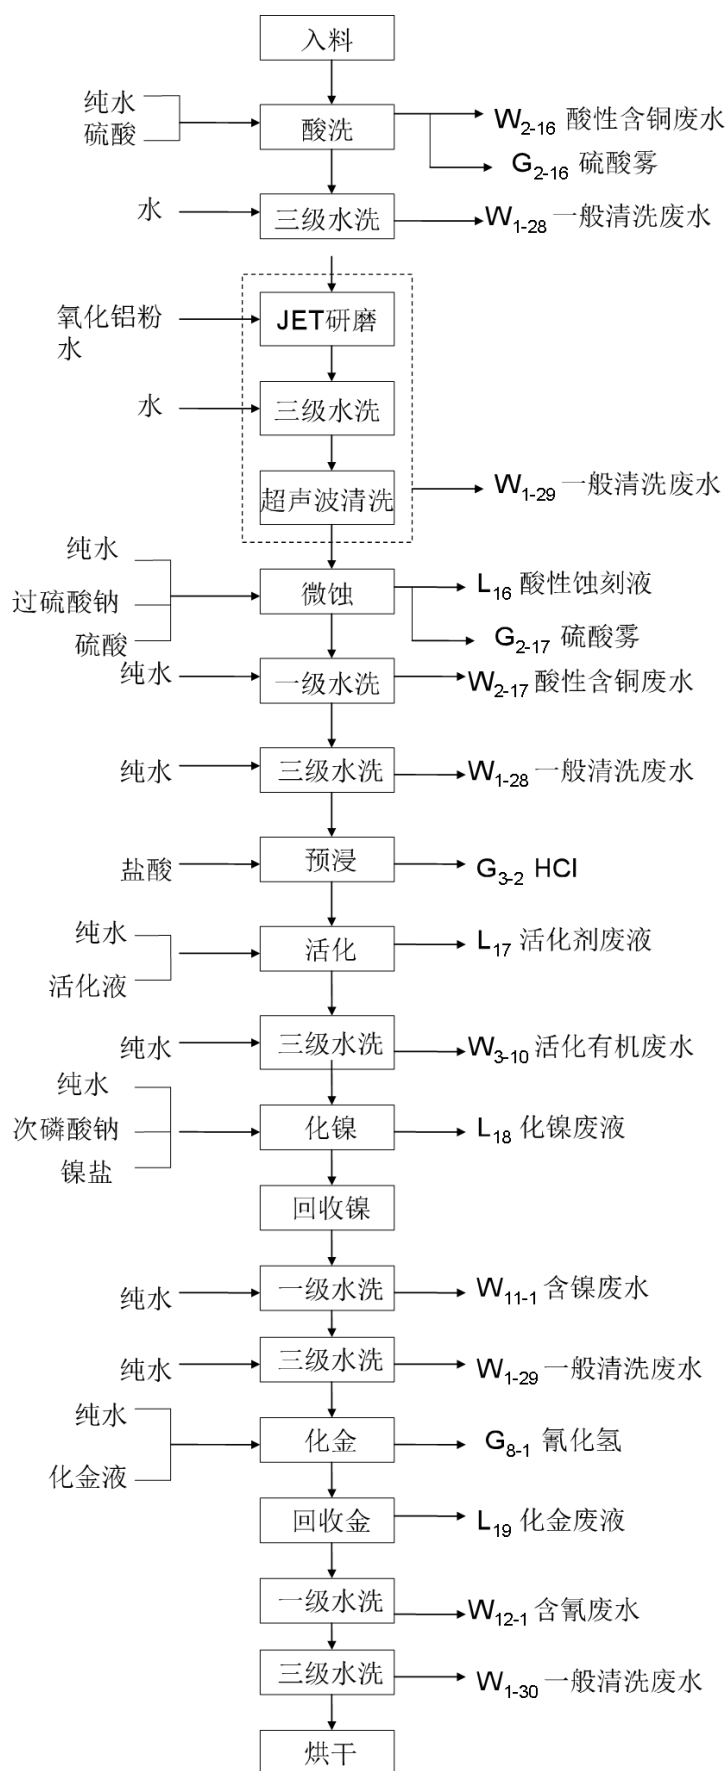 入料
纯水
硫酸
酸洗
W2-16 酸性含铜废水
G2-16 硫酸雾
水
三级水洗
W1-28 一般清洗废水
氧化铝粉
水
JET研磨
水
三级水洗
超声波清洗
W1-29 一般清洗废水
纯水
过硫酸钠
硫酸
微蚀
L16 酸性蚀刻液
G2-17 硫酸雾
纯水
一级水洗
W2-17 酸性含铜废水
纯水
三级水洗
W1-28 一般清洗废水
盐酸
预浸
G3-2 HCl
纯水
活化液
活化
L17 活化剂废液
纯水
三级水洗
W3-10 活化有机废水
纯水
次磷酸钠
镍盐
化镍
L18 化镍废液
回收镍
纯水
一级水洗
W11-1 含镍废水
纯水
三级水洗
W1-29 一般清洗废水
纯水
化金液
化金
G8-1 氰化氢
回收金
L19 化金废液
一级水洗
W12-1 含氰废水
三级水洗
W1-30 一般清洗废水
烘干